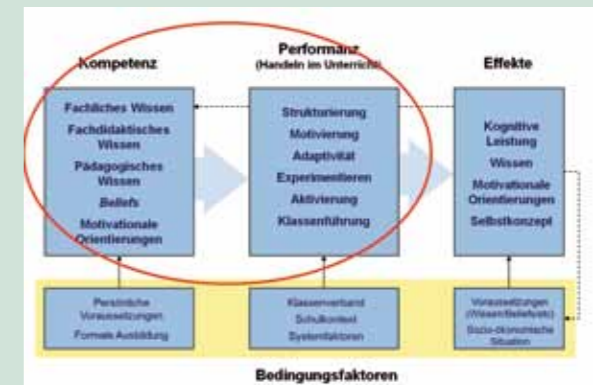 Kompetenz
Fachliches Wissen
Fachdidaktisches
Wissen
Pädagogisches
Wissen
Beliefs
Motivationale
Orientierungen
Performanz
(Handeln im Unterricht)
Strukturierung
Motivierung
Adaptivität
Experimentieren
Aktivierung
Klassenführung
Effekte
Kognitive
Leistung
Wissen
Motivationale
Orientierungen
Selbstkonzept
Persönliche
Voraussetzungen
Formale Ausbildung
Klassenverband
Schulkontext
Systemfaktoren
Voraussetzungen
(Wissen/Beliefs/etc)
Sozio-ökonomische
Situation
Bedingungsfaktoren